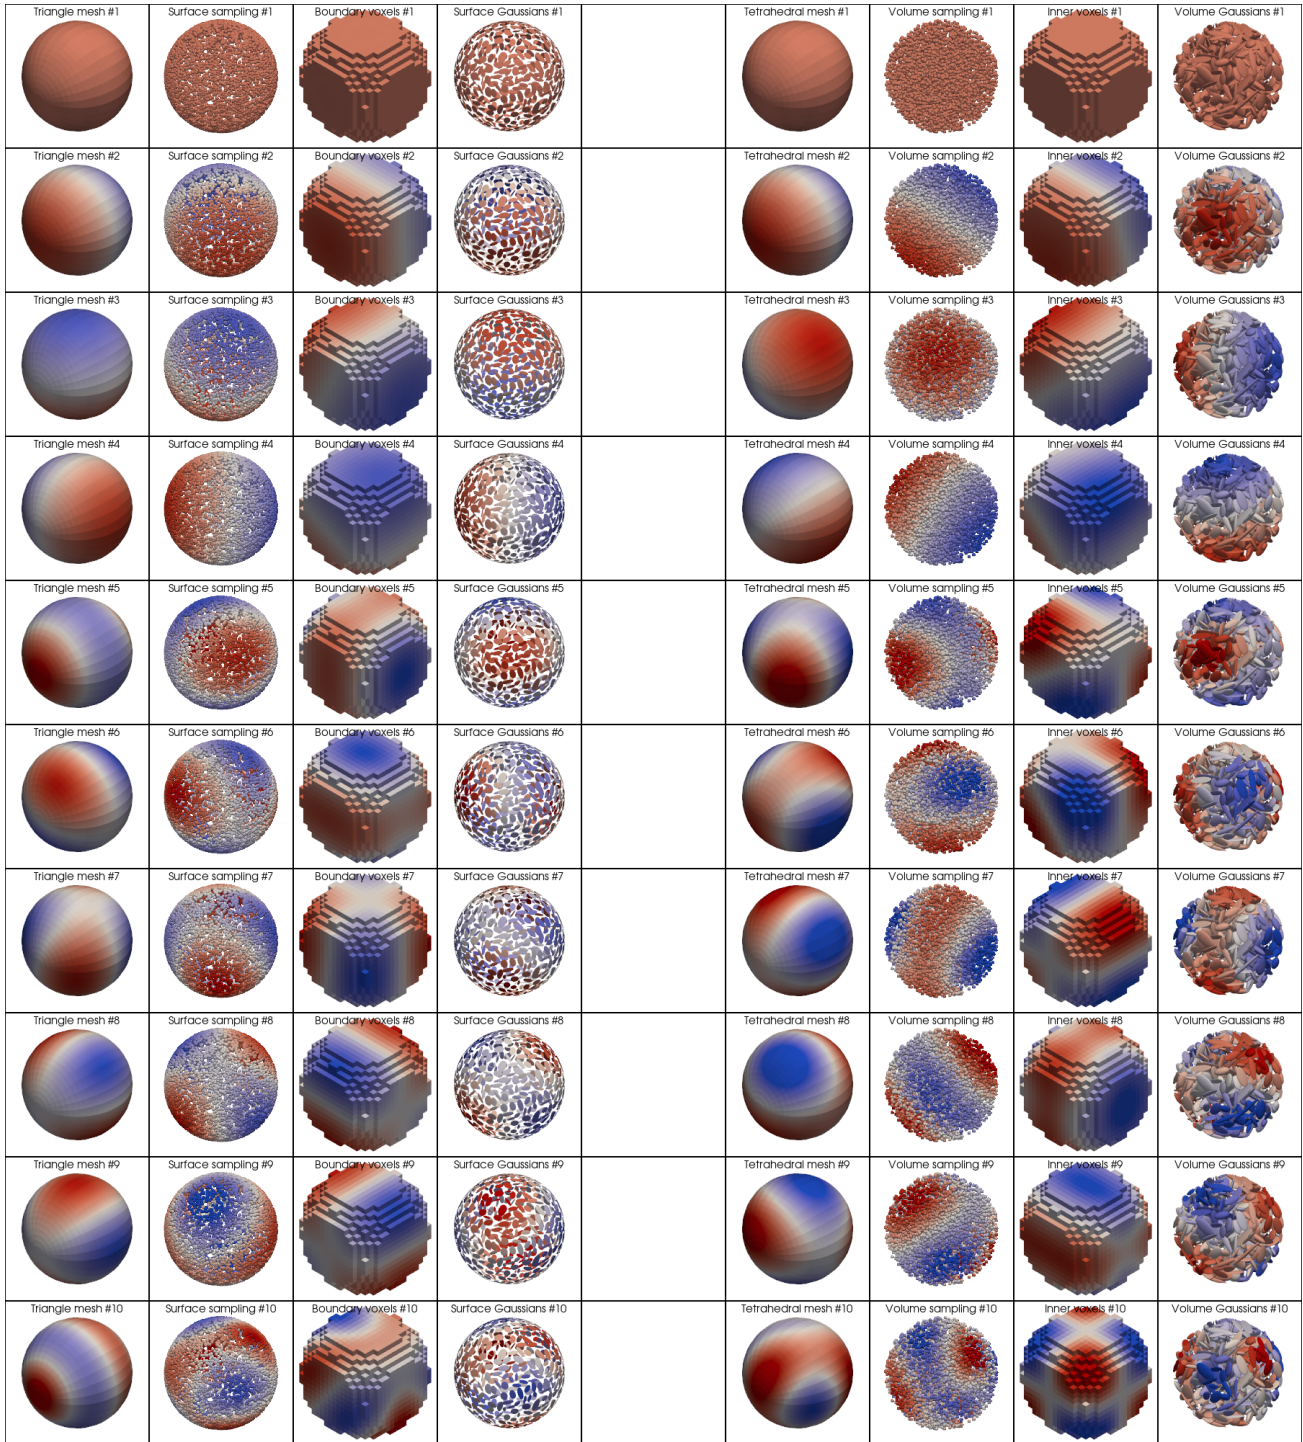 Triangle mesh #1 Surface sampling #1 Boundary voxels #1 Surface Gaussians #1 Tetrahedral mesh #1 Volume sampling #1 Inner voxels #1 Volume Gaussians #1
Triangle mesh #2 Surface sampling #2 Boundary voxels #2 Surface Gaussians #2 Tetrahedral mesh #2 Volume sampling #2 Inner voxels #2 Volume Gaussians #2
Triangle mesh #3 Surface sampling #3 Boundary voxels #3 Surface Gaussians #3 Tetrahedral mesh #3 Volume sampling #3 Inner voxels #3 Volume Gaussians #3
Triangle mesh #4 Surface sampling #4 Boundary voxels #4 Surface Gaussians #4 Tetrahedral mesh #4 Volume sampling #4 Inner voxels #4 Volume Gaussians #4
Triangle mesh #5 Surface sampling #5 Boundary voxels #5 Surface Gaussians #5 Tetrahedral mesh #5 Volume sampling #5 Inner voxels #5 Volume Gaussians #5
Triangle mesh #6 Surface sampling #6 Boundary voxels #6 Surface Gaussians #6 Tetrahedral mesh #6 Volume sampling #6 Inner voxels #6 Volume Gaussians #6
Triangle mesh #7 Surface sampling #7 Boundary voxels #7 Surface Gaussians #7 Tetrahedral mesh #7 Volume sampling #7 Inner voxels #7 Volume Gaussians #7
Triangle mesh #8 Surface sampling #8 Boundary voxels #8 Surface Gaussians #8 Tetrahedral mesh #8 Volume sampling #8 Inner voxels #8 Volume Gaussians #8
Triangle mesh #9 Surface sampling #9 Boundary voxels #9 Surface Gaussians #9 Tetrahedral mesh #9 Volume sampling #9 Inner voxels #9 Volume Gaussians #9
Triangle mesh #10 Surface sampling #10 Boundary voxels #10 Surface Gaussians #10 Tetrahedral mesh #10 Volume sampling #10 Inner voxels #10 Volume Gaussians #10